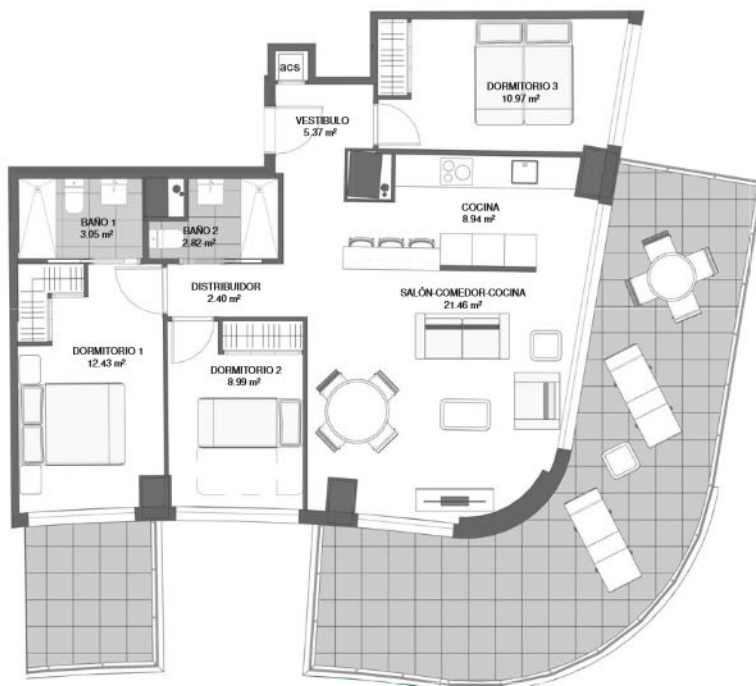 acs
DORMITORIO 3
10.97 m²
VESTIBULO
5.37 m²
BAÑO 1
3.05 m²
BAÑO 2
2.82 m²
COCINA
8.94 m²
DISTRIBUIDOR
2.40 m²
SALÓN-COMEDOR-COCINA
21.46 m²
DORMITORIO 1
12.43 m²
DORMITORIO 2
8.99 m²